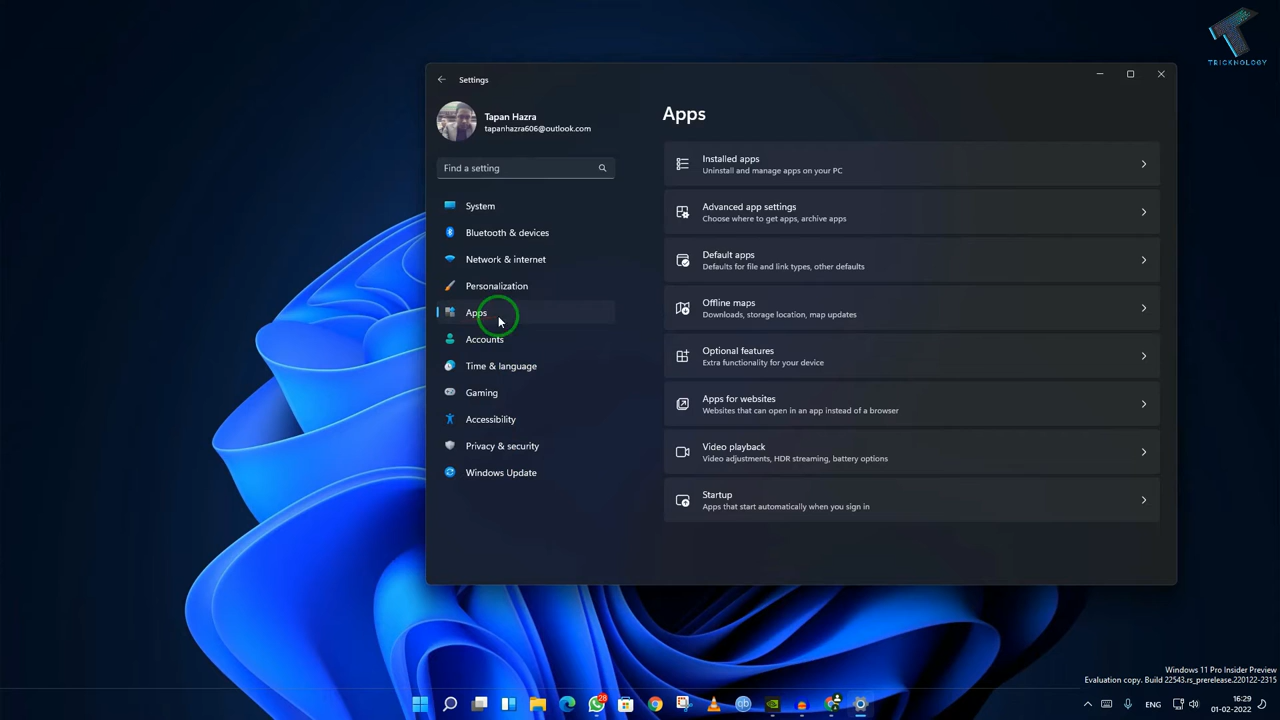 TRICKNOLOGY
Settings
Tapan Hazra
tapanhazra606@outlook.com
Find a setting
System
Bluetooth & devices
Network & internet
Personalization
Apps
Accounts
Time & language
Gaming
Accessibility
Privacy & security
Windows Update
Apps
Installed apps
Uninstall and manage apps on your PC
Advanced app settings
Choose where to get apps, archive apps
Default apps
Defaults for file and link types, other defaults
Offline maps
Downloads, storage location, map updates
Optional features
Extra functionality for your device
Apps for websites
Websites that can open in an app instead of a browser
Video playback
Video adjustments, HDR streaming, battery options
Startup
Apps that start automatically when you sign in
Windows 11 Pro Insider Preview
Evaluation copy. Build 22543.rs_prerelease.220122-2315
28
qb
ENG
16:29
01-02-2022